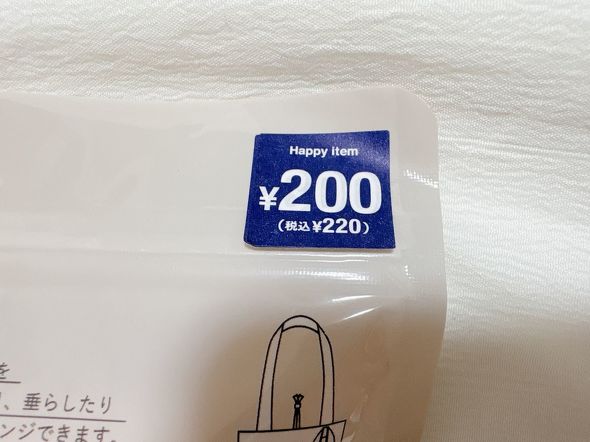 Happy item
¥200
(税込¥220)
を
、垂らしたり
ンジできます。